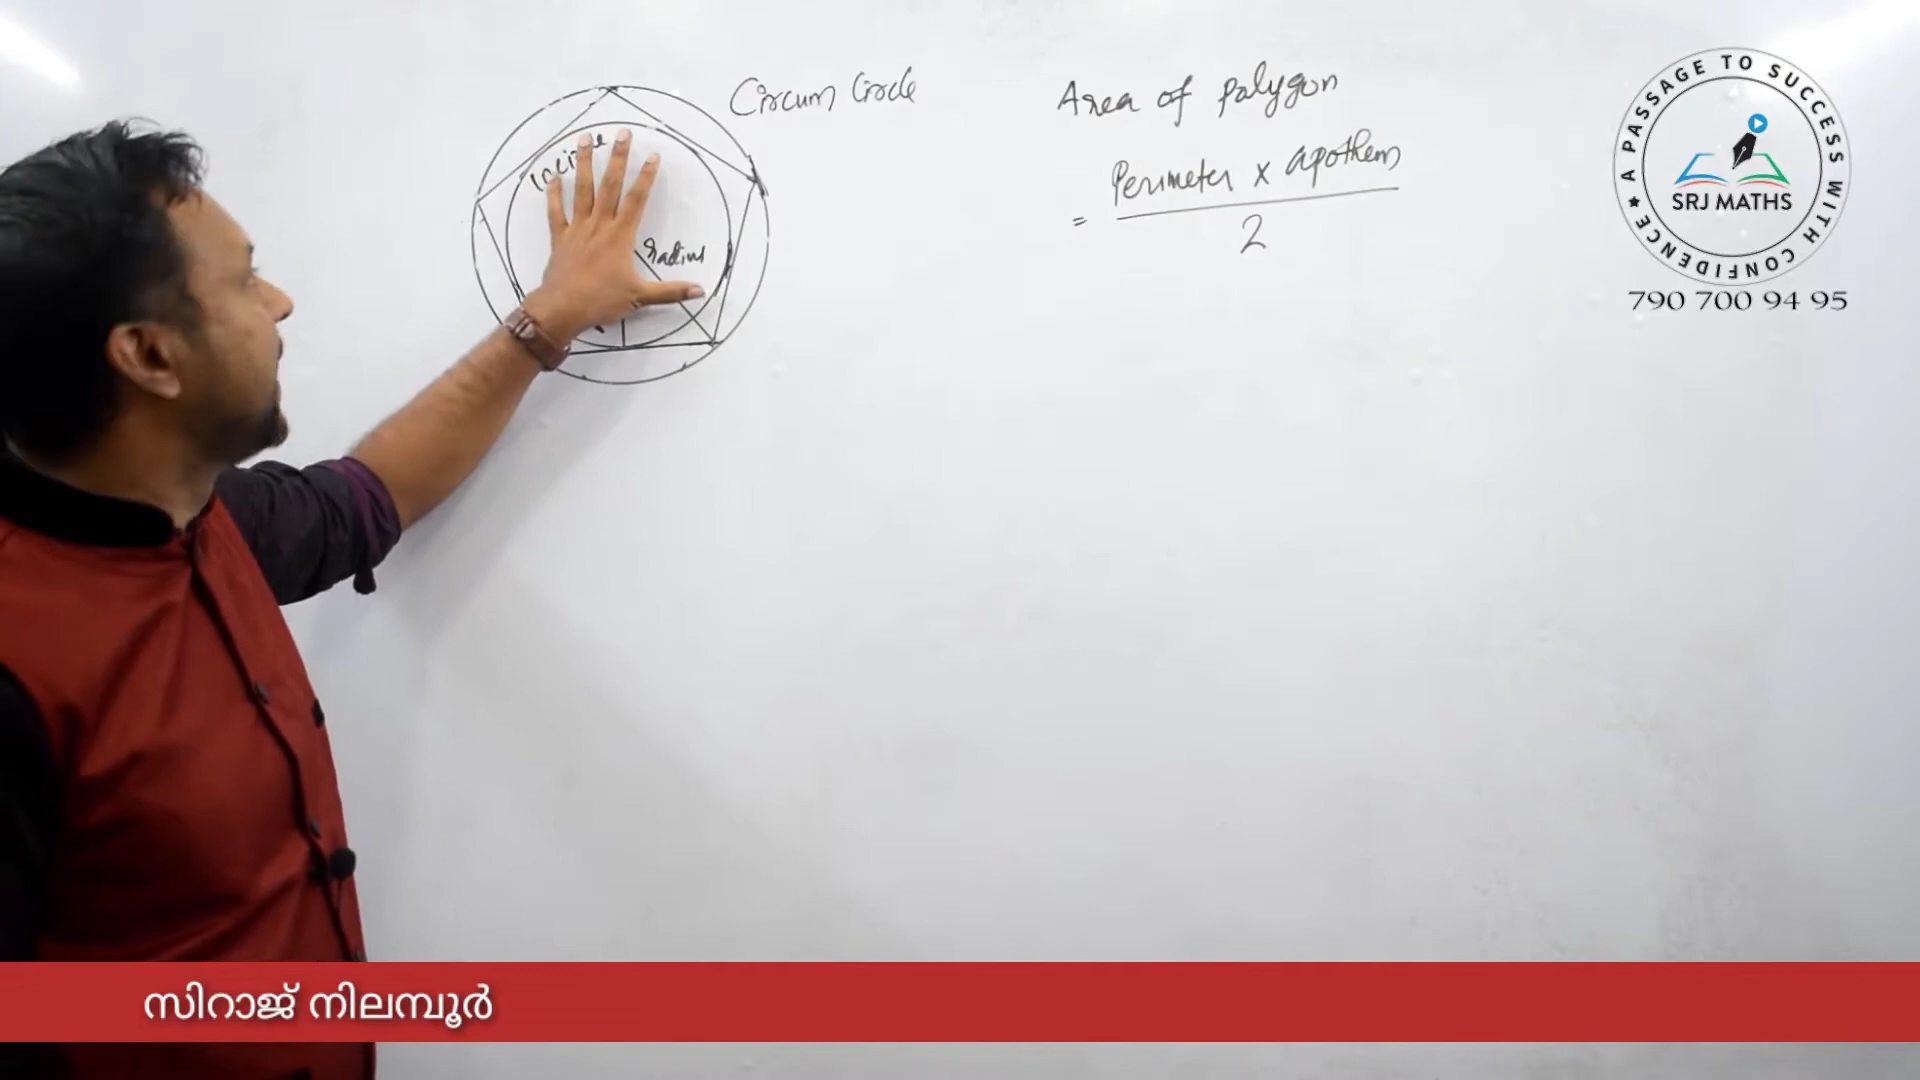 Circum Circle
radius
Area of Polygon
= Perimeter x apothem
2
A PASSAGE TO SUCCESS WITH CONFIDENCE ★
SRJ MATHS
790 700 94 95
സിറാജ് നിലമ്പൂർ